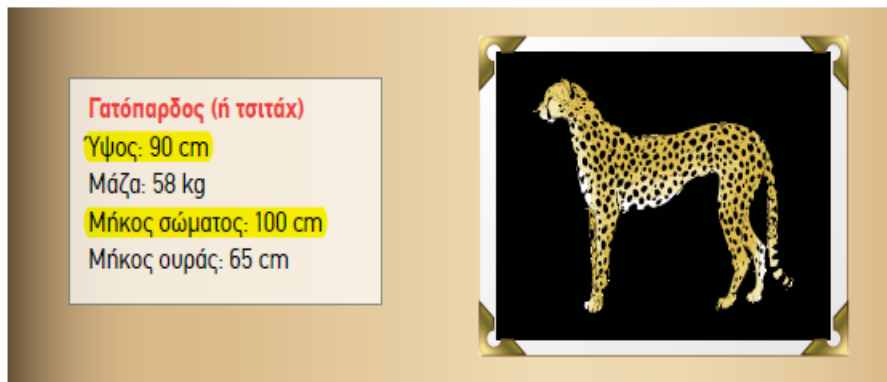 Γατόπαρδος (ή τσιτάχ)
Ύψος: 90 cm
Μάζα: 58 kg
Μήκος σώματος: 100 cm
Μήκος ουράς: 65 cm